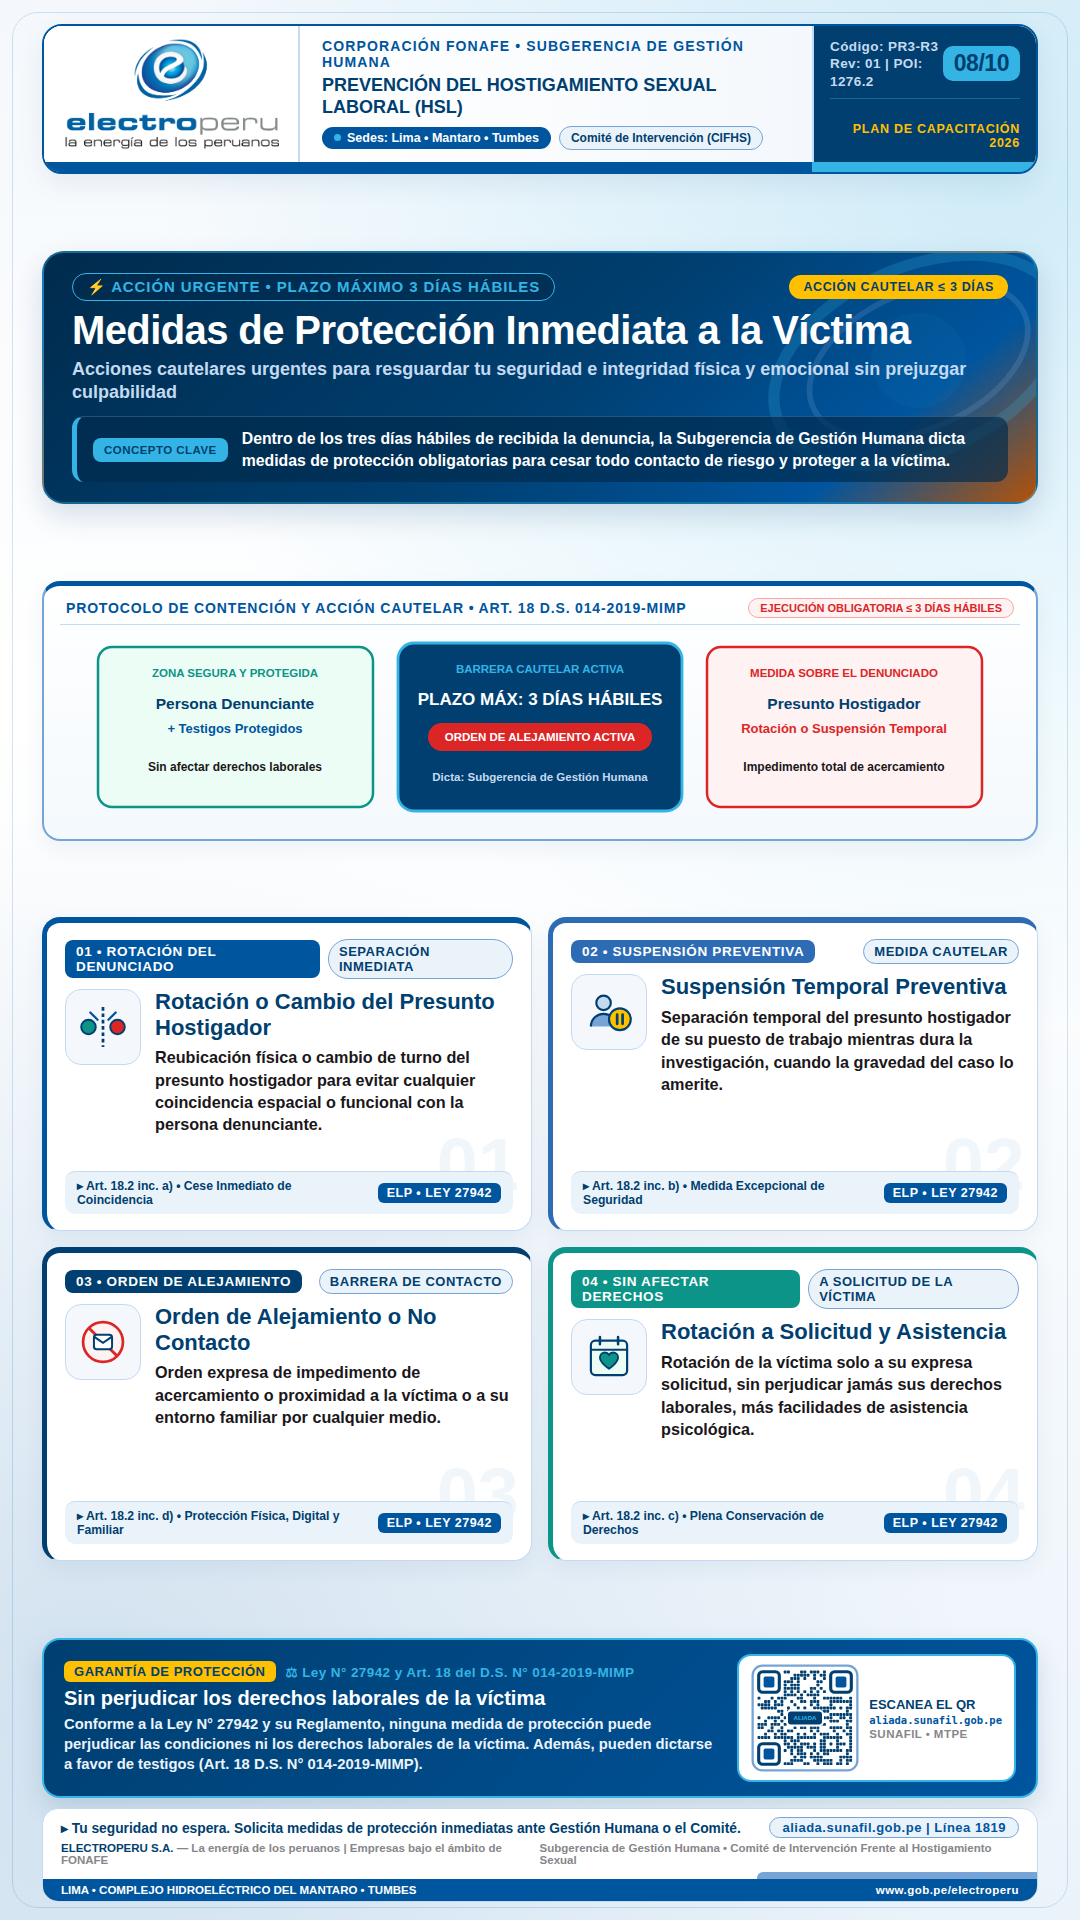 electroperu
la energía de los peruanos
CORPORACIÓN FONAFE • SUBGERENCIA DE GESTIÓN
HUMANA
PREVENCIÓN DEL HOSTIGAMIENTO SEXUAL
LABORAL (HSL)
Sedes: Lima • Mantaro • Tumbes
Comité de Intervención (CIFHS)
Código: PR3-R3
Rev: 01 | POI:
1276.2
08/10
PLAN DE CAPACITACIÓN
2026
⚡ ACCIÓN URGENTE • PLAZO MÁXIMO 3 DÍAS HÁBILES
ACCIÓN CAUTELAR ≤ 3 DÍAS
Medidas de Protección Inmediata a la Víctima
Acciones cautelares urgentes para resguardar tu seguridad e integridad física y emocional sin prejuzgar
culpabilidad
CONCEPTO CLAVE
Dentro de los tres días hábiles de recibida la denuncia, la Subgerencia de Gestión Humana dicta
medidas de protección obligatorias para cesar todo contacto de riesgo y proteger a la víctima.
PROTOCOLO DE CONTENCIÓN Y ACCIÓN CAUTELAR • ART. 18 D.S. 014-2019-MIMP
EJECUCIÓN OBLIGATORIA ≤ 3 DÍAS HÁBILES
ZONA SEGURA Y PROTEGIDA
Persona Denunciante
+ Testigos Protegidos
Sin afectar derechos laborales
BARRERA CAUTELAR ACTIVA
PLAZO MÁX: 3 DÍAS HÁBILES
ORDEN DE ALEJAMIENTO ACTIVA
Dicta: Subgerencia de Gestión Humana
MEDIDA SOBRE EL DENUNCIADO
Presunto Hostigador
Rotación o Suspensión Temporal
Impedimento total de acercamiento
01 • ROTACIÓN DEL
DENUNCIADO
SEPARACIÓN
INMEDIATA
Rotación o Cambio del Presunto
Hostigador
Reubicación física o cambio de turno del
presunto hostigador para evitar cualquier
coincidencia espacial o funcional con la
persona denunciante.
01
▸ Art. 18.2 inc. a) • Cese Inmediato de
Coincidencia
ELP • LEY 27942
02 • SUSPENSIÓN PREVENTIVA
MEDIDA CAUTELAR
Suspensión Temporal Preventiva
Separación temporal del presunto hostigador
de su puesto de trabajo mientras dura la
investigación, cuando la gravedad del caso lo
amerite.
02
▸ Art. 18.2 inc. b) • Medida Excepcional de
Seguridad
ELP • LEY 27942
03 • ORDEN DE ALEJAMIENTO
BARRERA DE CONTACTO
Orden de Alejamiento o No
Contacto
Orden expresa de impedimento de
acercamiento o proximidad a la víctima o a su
entorno familiar por cualquier medio.
03
▸ Art. 18.2 inc. d) • Protección Física, Digital y
Familiar
ELP • LEY 27942
04 • SIN AFECTAR
DERECHOS
A SOLICITUD DE LA
VÍCTIMA
Rotación a Solicitud y Asistencia
Rotación de la víctima solo a su expresa
solicitud, sin perjudicar jamás sus derechos
laborales, más facilidades de asistencia
psicológica.
04
▸ Art. 18.2 inc. c) • Plena Conservación de
Derechos
ELP • LEY 27942
GARANTÍA DE PROTECCIÓN
⚖ Ley N° 27942 y Art. 18 del D.S. N° 014-2019-MIMP
Sin perjudicar los derechos laborales de la víctima
Conforme a la Ley N° 27942 y su Reglamento, ninguna medida de protección puede
perjudicar las condiciones ni los derechos laborales de la víctima. Además, pueden dictarse
a favor de testigos (Art. 18 D.S. N° 014-2019-MIMP).
ALIADA
ESCANEA EL QR
aliada.sunafil.gob.pe
SUNAFIL • MTPE
▸ Tu seguridad no espera. Solicita medidas de protección inmediatas ante Gestión Humana o el Comité.
aliada.sunafil.gob.pe | Línea 1819
ELECTROPERU S.A. — La energía de los peruanos | Empresas bajo el ámbito de
FONAFE
Subgerencia de Gestión Humana • Comité de Intervención Frente al Hostigamiento
Sexual
LIMA • COMPLEJO HIDROELÉCTRICO DEL MANTARO • TUMBES
www.gob.pe/electroperu